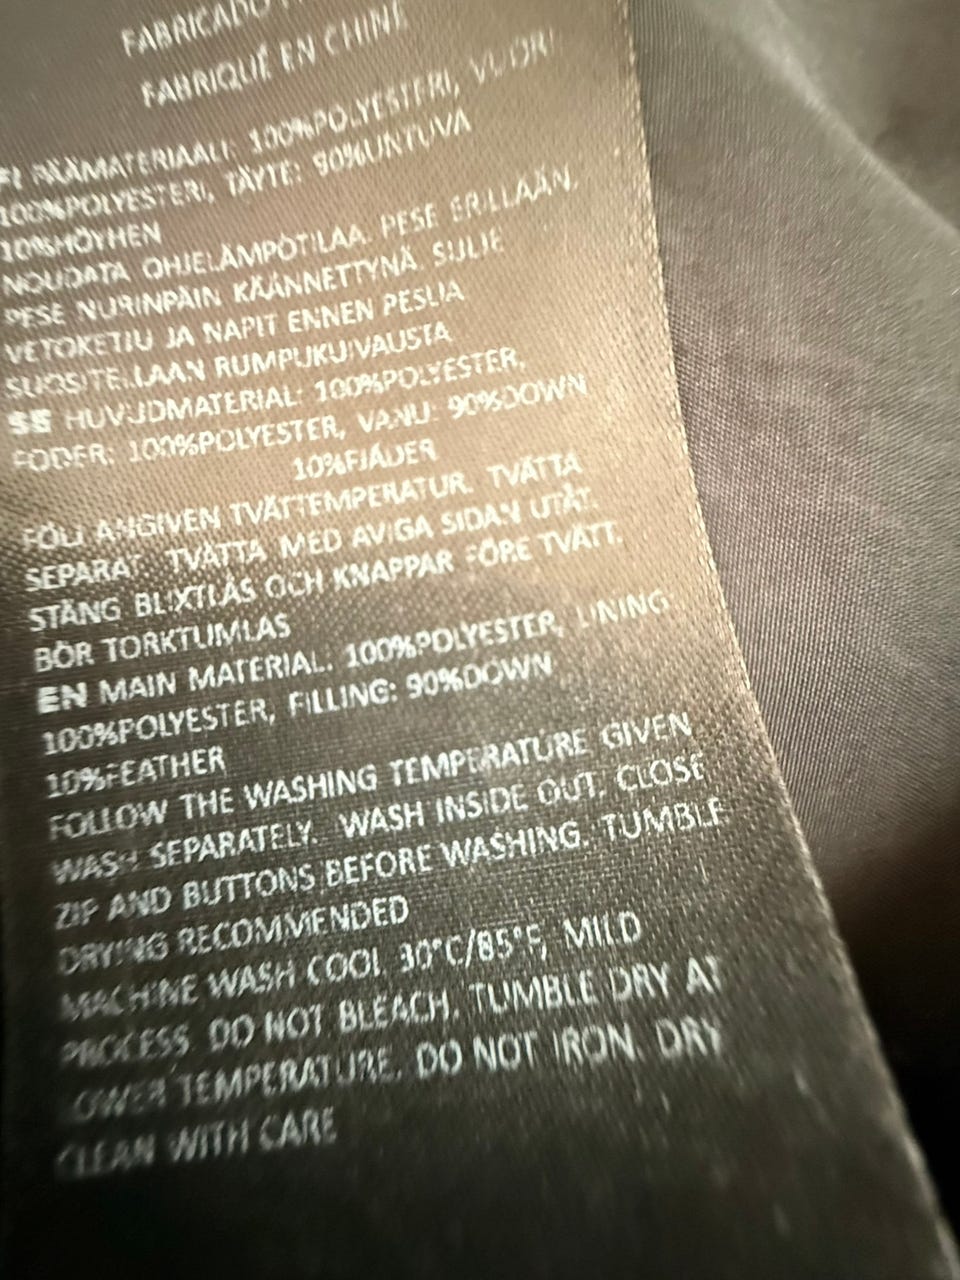 FABRICADO
FABRIQUÉ EN CHINE
FI PÄÄMATERIAALI: 100%POLYESTERI, VUORI
100%POLYESTERI, TÄYTE: 90%UNTUVA
10%HÖYHEN
NOUDATA OHJELÄMPÖTILAA. PESE ERILLÄÄN.
PESE NURINPÄIN KÄÄNNETTYNÄ. SULJE
VETOKETJU JA NAPIT ENNEN PESUA
SUOSITELLAAN RUMPUKUIVAUSTA
SE HUVUDMATERIAL: 100%POLYESTER,
FODER: 100%POLYESTER, VANU: 90%DOWN
10%FJÄDER
FÖLJ ANGIVEN TVÄTTEMPERATUR. TVÄTTA
SEPARAT. TVÄTTA MED AVIGA SIDAN UTÅT.
STÄNG BLIXTLÅS OCH KNAPPAR FÖRE TVÄTT.
BÖR TORKTUMLAS
EN MAIN MATERIAL: 100%POLYESTER, LINING
100%POLYESTER, FILLING: 90%DOWN
10%FEATHER
FOLLOW THE WASHING TEMPERATURE GIVEN
WASH SEPARATELY. WASH INSIDE OUT. CLOSE
ZIP AND BUTTONS BEFORE WASHING. TUMBLE
DRYING RECOMMENDED
MACHINE WASH COOL 30°C/85°F, MILD
PROCESS. DO NOT BLEACH. TUMBLE DRY AT
LOWER TEMPERATURE. DO NOT IRON. DRY
CLEAN WITH CARE